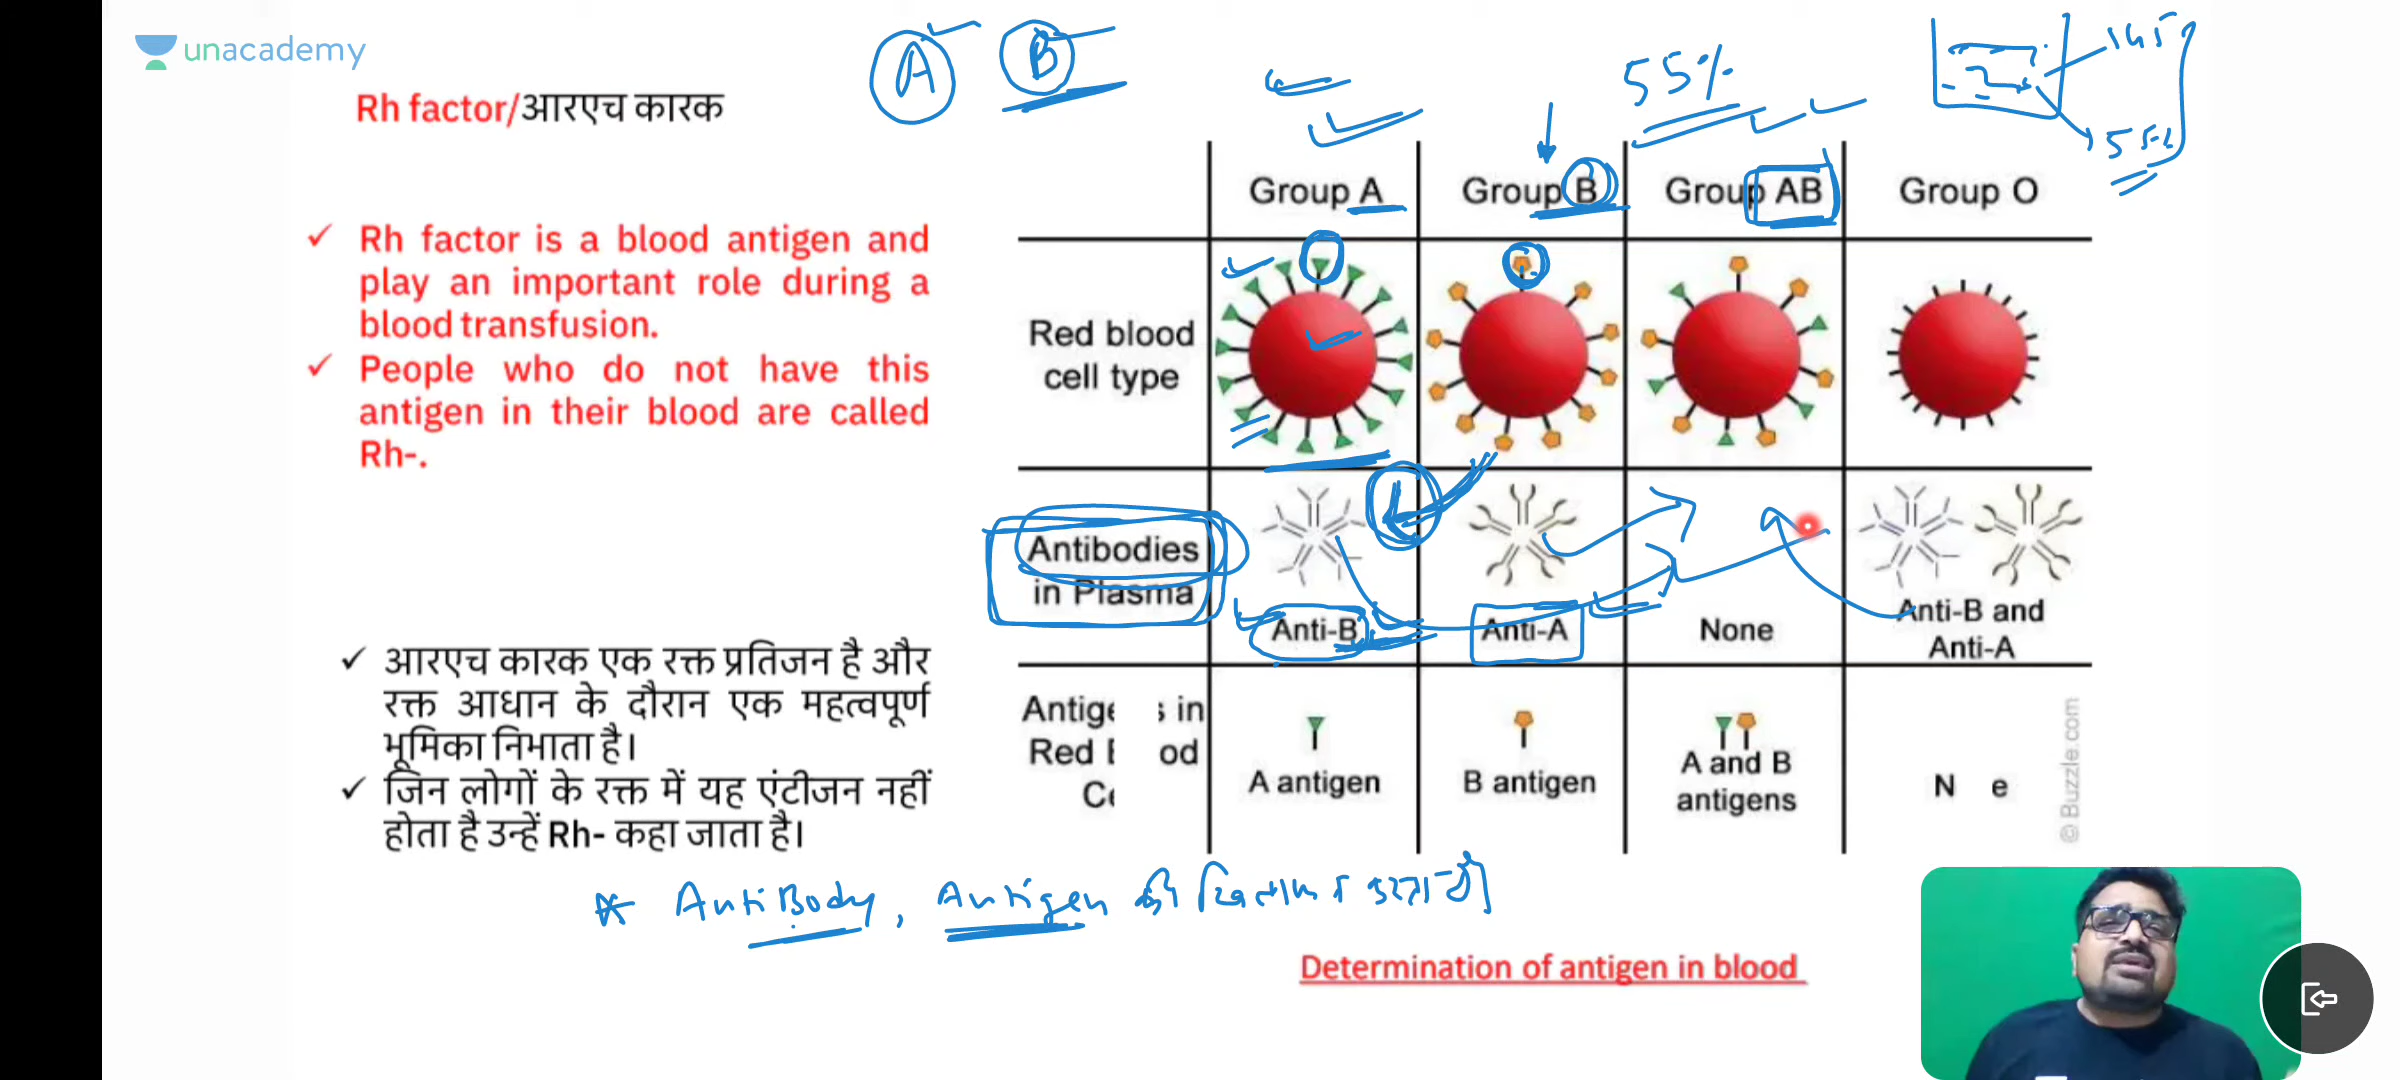 unacademy
Rh factor/आरएच कारक
✓ Rh factor is a blood antigen and
play an important role during a
blood transfusion.
✓ People who do not have this
antigen in their blood are called
Rh-.
✓ आरएच कारक एक रक्त प्रतिजन है और
रक्त आधान के दौरान एक महत्वपूर्ण
भूमिका निभाता है।
✓ जिन लोगों के रक्त में यह एंटीजन नहीं
होता है उन्हें Rh- कहा जाता है।
A B
55%
Group A Group B Group AB Group O
Red blood
cell type
Antibodies
in Plasma
Anti-B Anti-A None Anti-B and
Anti-A
in
Red
A antigen B antigen A and B
antigens
© Buzzle.com
* AntiBody, Antigen
Determination of antigen in blood